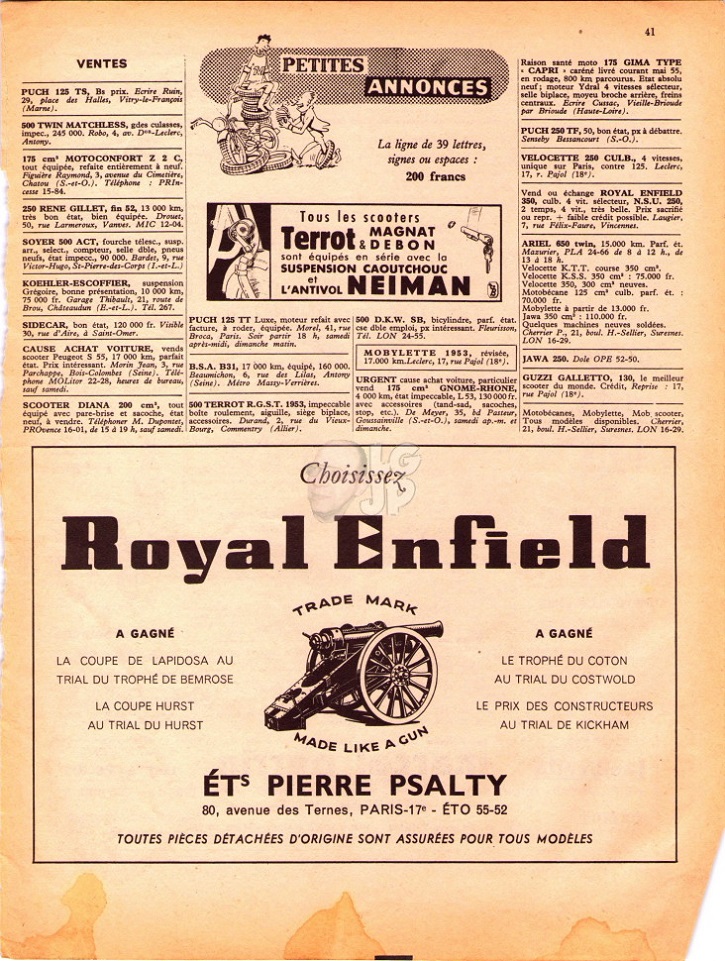 41
VENTES
PUCH 125 TS, Bs prix. Ecrire Ruin,
29, place des Halles, Vitry-le-François
(Marne).
500 TWIN MATCHLESS, gdes culasses,
impec., 245 000. Robo, 4, av. Dᵒⁿ-Leclerc,
Antony.
175 cm³ MOTOCONFORT Z 2 C,
tout équipée, refaite entièrement à neuf.
Figuière Raymond, 3, avenue du Cimetière,
Chatou (S.-et-O.). Téléphone : PRIn-
cesse 15-84.
250 RENE GILLET, fin 52, 13 000 km,
très bon état, bien équipée. Drouet,
50, rue Larmeroux, Vanves. MIC 12-04.
SOYER 500 ACT, fourche télesc., susp.
arr., select., compteur, selle dble, pneus
neufs, état impecc., 90 000. Bardet, 9, rue
Victor-Hugo, St-Pierre-des-Corps (I.-et-L.)
KOEHLER-ESCOFFIER, suspension
Grégoire, bonne présentation, 10 000 km,
75 000 fr. Garage Thibault, 21, route de
Brou, Châteaudun (E.-et-L.). Tél. 267.
SIDECAR, bon état, 120 000 fr. Visible
30, rue d'Aire, à Saint-Omer.
CAUSE ACHAT VOITURE, vends
scooter Peugeot S 55, 17 000 km, parfait
état. Prix intéressant. Morin Jean, 3, rue
Parchappe, Bois-Colombes (Seine). Télé-
phone MOLitor 22-28, heures de bureau,
sauf samedi.
SCOOTER DIANA 200 cm³, tout
équipé avec pare-brise et sacoche, état
neuf, à vendre. Téléphoner M. Dupontet,
PROvence 16-01, de 15 à 19 h, sauf samedi.
PETITES
ANNONCES
La ligne de 39 lettres,
signes ou espaces :
200 francs
Tous les scooters
Terrot MAGNAT
& DEBON
sont équipés en série avec la
SUSPENSION CAOUTCHOUC
et
L'ANTIVOL NEIMAN
PUCH 125 TT Luxe, moteur refait avec
facture, à roder, équipée. Morel, 41, rue
Broca, Paris. Soir partir 18 h, samedi
après-midi, dimanche matin.
B.S.A. B31, 17 000 km, équipé, 160 000.
Beaumichon, 6, rue des Lilas, Antony
(Seine). Métro Massy-Verrières.
500 TERROT R.G.S.T. 1953, impeccable
boîte roulement, aiguille, siège biplace,
accessoires. Durand, 2, rue du Vieux-
Bourg, Commentry (Allier).
500 D.K.W. SB, bicylindre, parf. état.
cse dble emploi, px intéressant. Fleurisson,
Tél. LON 24-55.
MOBYLETTE 1953, révisée,
17.000 km. Leclerc, 17, rue Pajol (18ᵉ).
URGENT cause achat voiture, particulier
vend 175 cm³ GNOME-RHONE,
4 000 km, état impeccable, L 53, 130 000 fr.
avec accessoires (tand-sad, sacoches,
stop, etc.). De Meyer, 35, bd Pasteur,
Goussainville (S.-et-O.), samedi ap.-m. et
dimanche.
Raison santé moto 175 GIMA TYPE
« CAPRI » caréné livré courant mai 55,
en rodage, 800 km parcourus. Etat absolu
neuf ; moteur Ydral 4 vitesses sélecteur,
selle biplace, moyeu broche arrière, freins
centraux. Ecrire Cussac, Vieille-Brioude
par Brioude (Haute-Loire).
PUCH 250 TF, 50, bon état, px à débattre.
Senseby Bessancourt (S.-O.).
VELOCETTE 250 CULB., 4 vitesses,
unique sur Paris, contre 125. Leclerc,
17, r. Pajol (18ᵉ).
Vend ou échange ROYAL ENFIELD
350, culb. 4 vit. sélecteur, N.S.U. 250,
2 temps, 4 vit., très belle. Prix sacrifié
ou repr. + faible crédit possible. Laugier,
7, rue Félix-Faure, Vincennes.
ARIEL 650 twin, 15.000 km. Parf. ét.
Mazurier, PLA 24-66 de 8 à 12 h., de
13 à 18 h.
Velocette K.T.T. course 350 cm³.
Velocette K.S.S. 350 cm³ : 75.000 fr.
Velocette 350, 300 cm³ neuves.
Motobécane 125 cm³ culb. parf. ét. :
70.000 fr.
Mobylette à partir de 13.000 fr.
Jawa 350 cm³ : 110.000 fr.
Quelques machines neuves soldées.
Cherrier P., 21, boul. H.-Sellier, Suresnes.
LON 16-29.
JAWA 250. Dole OPE 52-50.
GUZZI GALLETTO, 130, le meilleur
scooter du monde. Crédit, Reprise : 17,
rue Pajol (18ᵉ).
Motobécanes, Mobylette, Mob scooter,
Tous modèles disponibles. Cherrier,
21, boul. H.-Sellier, Suresnes. LON 16-29.
Choisissez
Royal Enfield
TRADE MARK
MADE LIKE A GUN
A GAGNÉ
LA COUPE DE LAPIDOSA AU
TRIAL DU TROPHÉ DE BEMROSE
LA COUPE HURST
AU TRIAL DU HURST
A GAGNÉ
LE TROPHÉ DU COTON
AU TRIAL DU COSTWOLD
LE PRIX DES CONSTRUCTEURS
AU TRIAL DE KICKHAM
ÉTˢ PIERRE PSALTY
80, avenue des Ternes, PARIS-17ᵉ - ÉTO 55-52
TOUTES PIÈCES DÉTACHÉES D'ORIGINE SONT ASSURÉES POUR TOUS MODÈLES